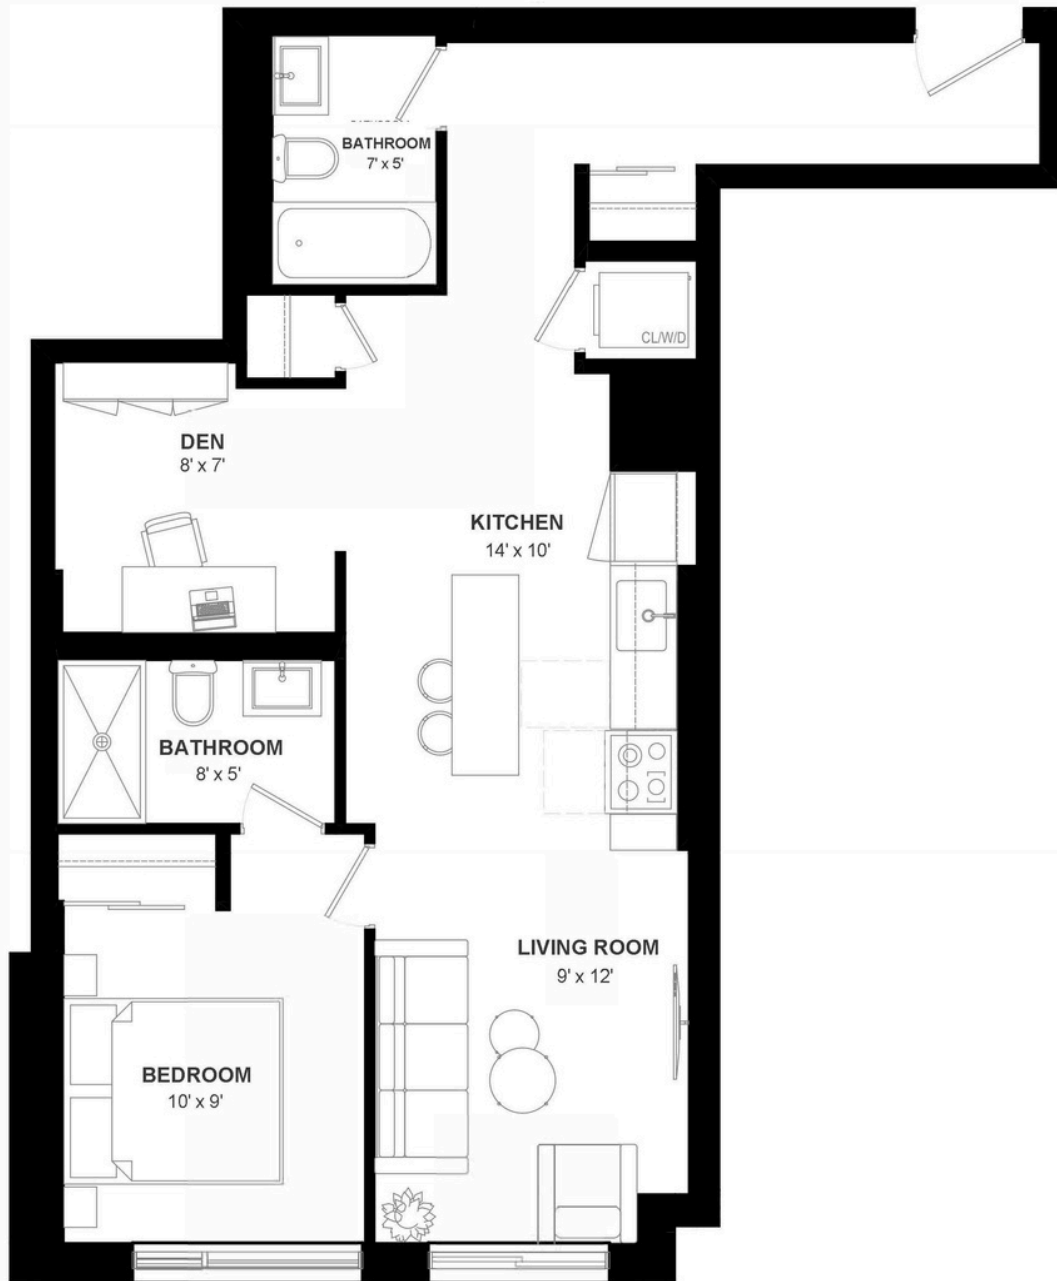 BATHROOM
7' x 5'
CL/W/D
DEN
8' x 7'
KITCHEN
14' x 10'
BATHROOM
8' x 5'
LIVING ROOM
9' x 12'
BEDROOM
10' x 9'